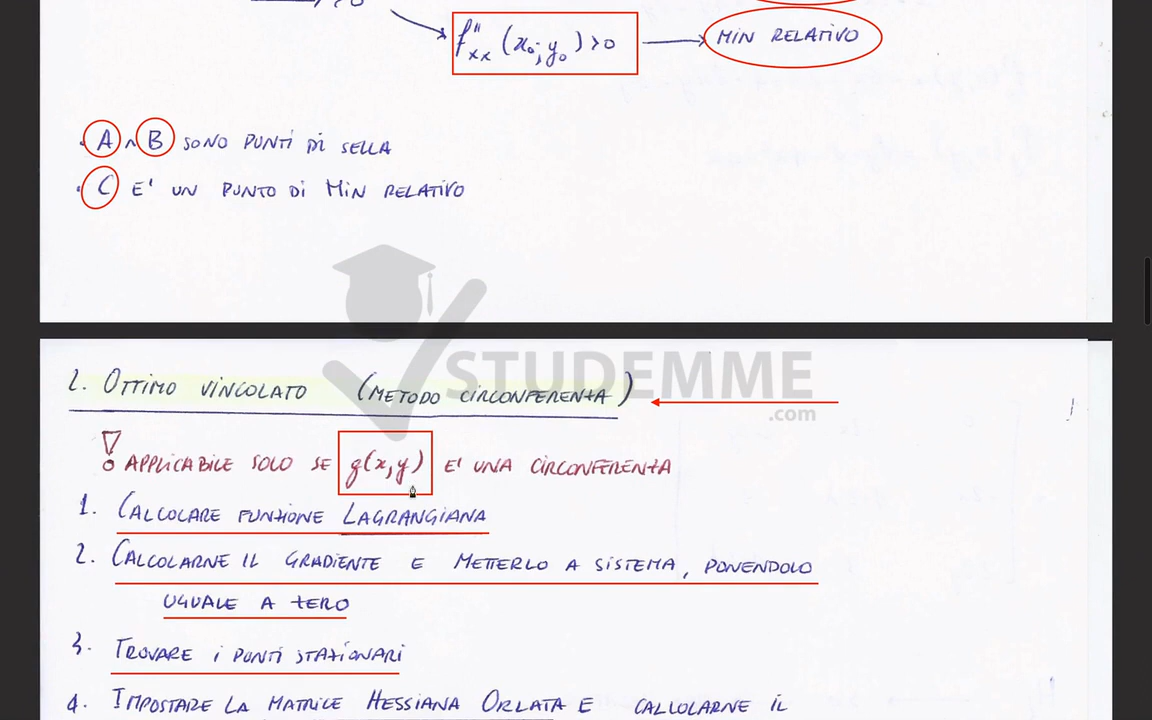 f''xx (x0; y0) > 0 → MIN RELATIVO
• A ∧ B SONO PUNTI DI SELLA
• C E' UN PUNTO DI MIN RELATIVO
STUDEMME
.com
2. OTTIMO VINCOLATO (METODO CIRCONFERENZA)
! APPLICABILE SOLO SE g(x,y) E' UNA CIRCONFERENZA
1. CALCOLARE FUNZIONE LAGRANGIANA
2. CALCOLARNE IL GRADIENTE E METTERLO A SISTEMA, PONENDOLO
UGUALE A ZERO
3. TROVARE I PUNTI STAZIONARI
4. IMPOSTARE LA MATRICE HESSIANA ORLATA E CALCOLARNE IL